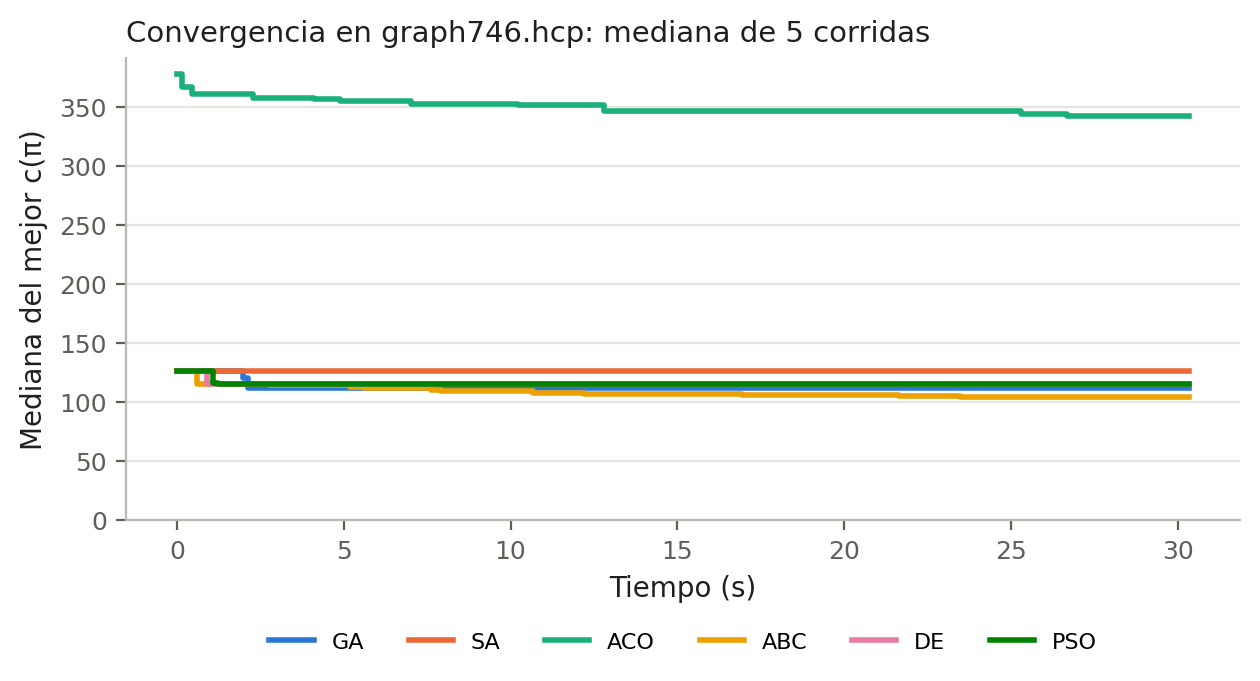 Convergencia en graph746.hcp: mediana de 5 corridas
Mediana del mejor c(π)
350
300
250
200
150
100
50
0
0 5 10 15 20 25 30
Tiempo (s)
GA SA ACO ABC DE PSO